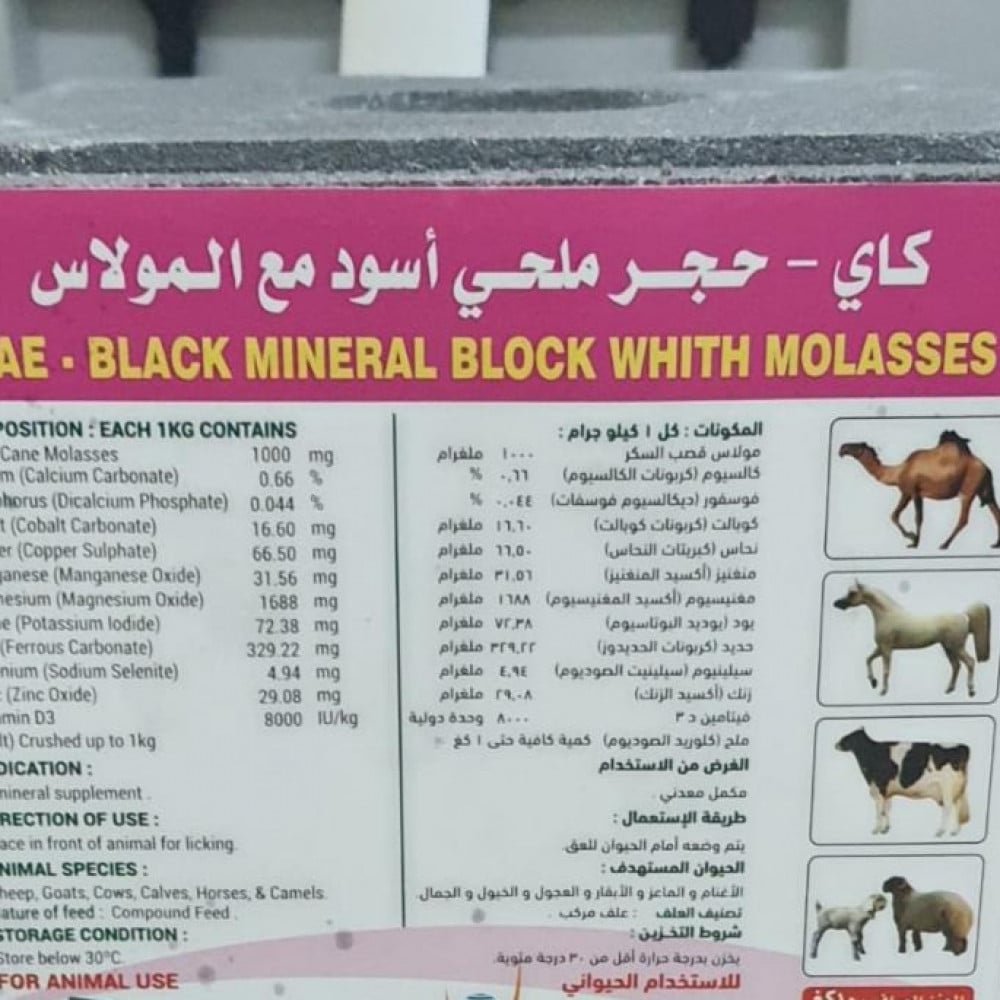 كاي - حجر ملحي أسود مع المولاس
AE - BLACK MINERAL BLOCK WHITH MOLASSES
POSITION : EACH 1KG CONTAINS
Cane Molasses 1000 mg
m (Calcium Carbonate) 0.66 %
phorus (Dicalcium Phosphate) 0.044 %
t (Cobalt Carbonate) 16.60 mg
er (Copper Sulphate) 66.50 mg
ganese (Manganese Oxide) 31.56 mg
nesium (Magnesium Oxide) 1688 mg
e (Potassium Iodide) 72.38 mg
(Ferrous Carbonate) 329.22 mg
nium (Sodium Selenite) 4.94 mg
(Zinc Oxide) 29.08 mg
min D3 8000 IU/kg
lt) Crushed up to 1kg
DICATION :
mineral supplement .
RECTION OF USE :
ace in front of animal for licking.
NIMAL SPECIES :
heep, Goats, Cows, Calves, Horses, & Camels.
ature of feed : Compound Feed .
STORAGE CONDITION :
Store below 30°C.
FOR ANIMAL USE
المكونات : كل ١ كيلو جرام :
مولاس قصب السكر ١٠٠٠ ملغرام
كالسيوم (كربونات الكالسيوم) ٠,٦٦ %
فوسفور (ديكالسيوم فوسفات) ٠,٠٤٤ %
كوبالت (كربونات كوبالت) ١٦,٦٠ ملغرام
نحاس (كبريتات النحاس) ٦٦,٥٠ ملغرام
منغنيز (أكسيد المنغنيز) ٣١,٥٦ ملغرام
مغنيسيوم (أكسيد المغنيسيوم) ١٦٨٨ ملغرام
يود (يوديد البوتاسيوم) ٧٢,٣٨ ملغرام
حديد (كربونات الحديدوز) ٣٢٩,٢٢ ملغرام
سيلينيوم (سيلينيت الصوديوم) ٤,٩٤ ملغرام
زنك (أكسيد الزنك) ٢٩,٠٨ ملغرام
فيتامين د ٣ ٨٠٠٠ وحدة دولية
ملح (كلوريد الصوديوم) كمية كافية حتى ١ كغ
الغرض من الاستخدام
مكمل معدني .
طريقة الإستعمال :
يتم وضعه أمام الحيوان للعق.
الحيوان المستهدف :
الأغنام و الماعز و الأبقار و العجول و الخيول و الجمال.
تصنيف العلف : علف مركب .
شروط التخزين :
يخزن بدرجة حرارة أقل من ٣٠ درجة مئوية.
للاستخدام الحيواني